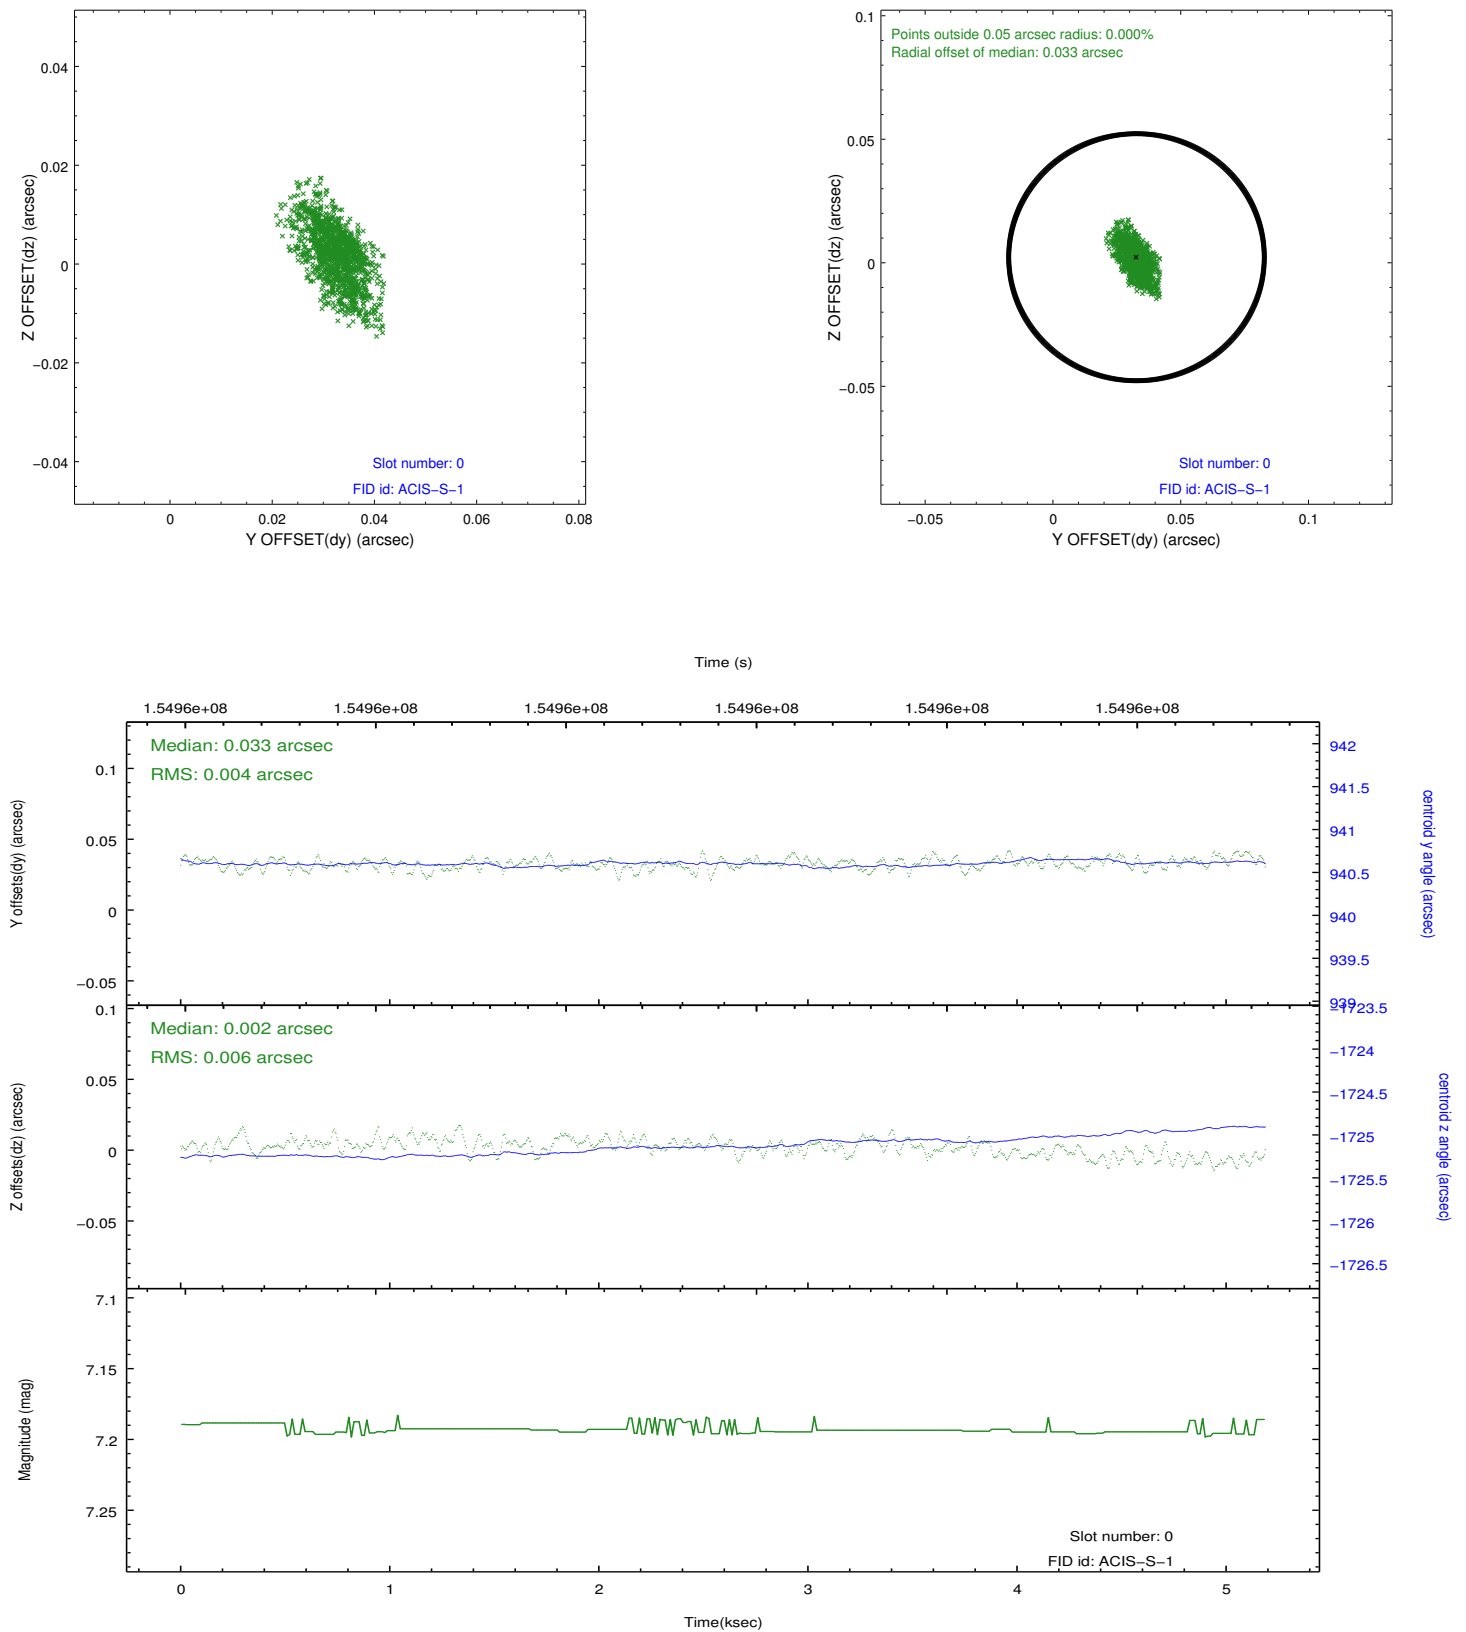 0.04
0.02
0
−0.02
−0.04
Z OFFSET(dz) (arcsec)
Slot number: 0
FID id: ACIS−S−1
0
0.02
0.04
0.06
0.08
Y OFFSET(dy) (arcsec)
Points outside 0.05 arcsec radius: 0.000%
Radial offset of median: 0.033 arcsec
0.1
0.05
0
−0.05
Z OFFSET(dz) (arcsec)
Slot number: 0
FID id: ACIS−S−1
−0.05
0
0.05
0.1
Y OFFSET(dy) (arcsec)
Time (s)
1.5496e+08
1.5496e+08
1.5496e+08
1.5496e+08
1.5496e+08
1.5496e+08
Median: 0.033 arcsec
RMS: 0.004 arcsec
0.1
0.05
0
−0.05
Y offsets(dy) (arcsec)
942
941.5
941
940.5
940
939.5
939
centroid y angle (arcsec)
Median: 0.002 arcsec
RMS: 0.006 arcsec
0.1
0.05
0
−0.05
Z offsets(dz) (arcsec)
−1723.5
−1724
−1724.5
−1725
−1725.5
−1726
−1726.5
centroid z angle (arcsec)
7.1
7.15
7.2
7.25
Magnitude (mag)
Slot number: 0
FID id: ACIS−S−1
0
1
2
3
4
5
Time(ksec)